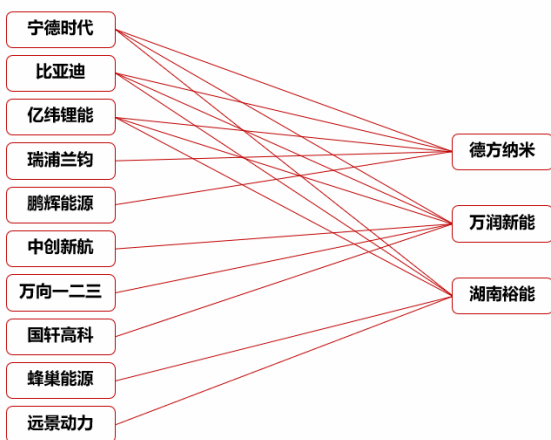 宁德时代
比亚迪
亿纬锂能
瑞浦兰钧
鹏辉能源
中创新航
万向一二三
国轩高科
蜂巢能源
远景动力
德方纳米
万润新能
湖南裕能